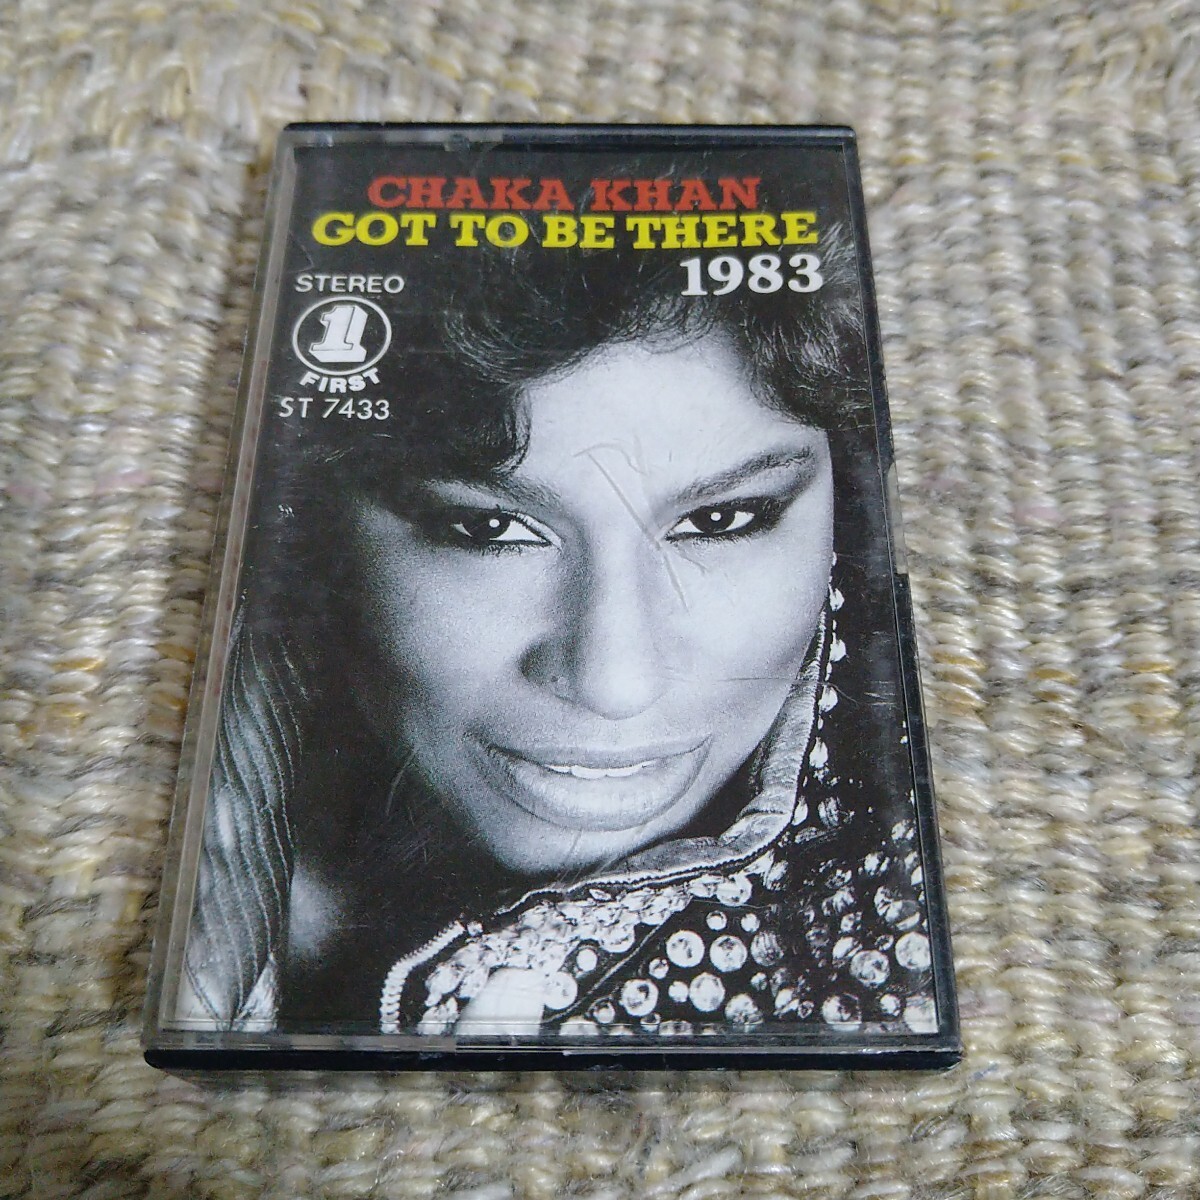 CHAKA KHAN
GOT TO BE THERE
1983
STEREO
1
FIRST
ST 7433